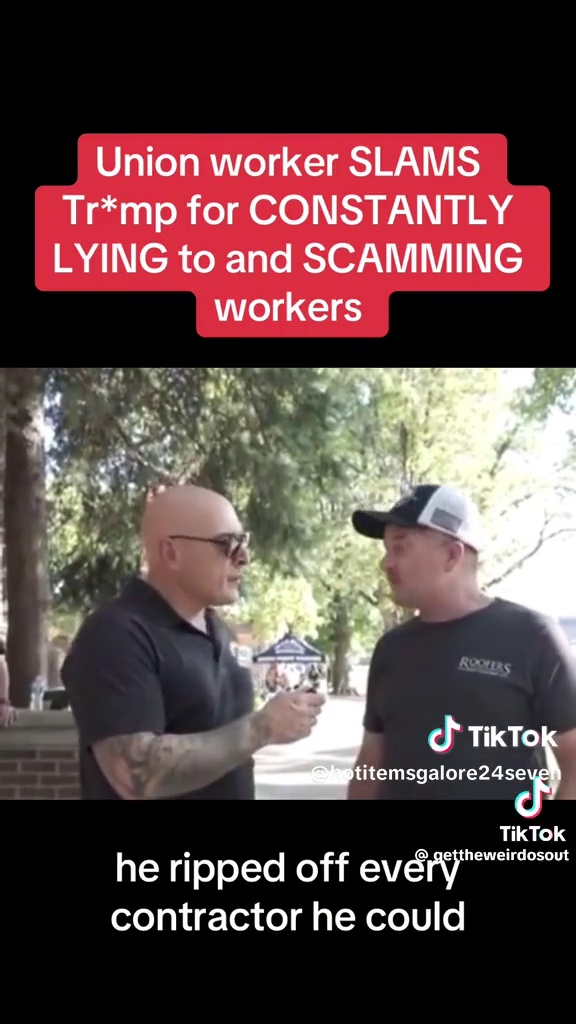 Union worker SLAMS
Tr*mp for CONSTANTLY
LYING to and SCAMMING
workers
ROOFERS
TikTok
@hotitemsgalore24seven
TikTok
@ gettheweirdosout
he ripped off every
contractor he could